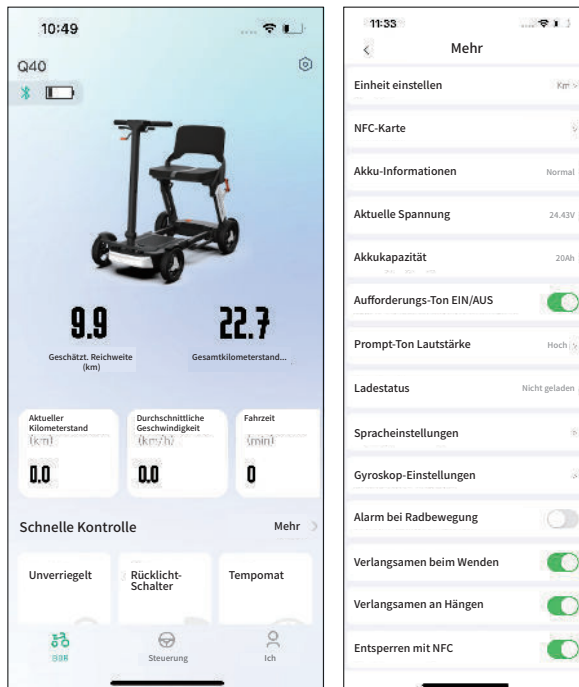 10:49
Q40
9.9
22.7
Geschätzt. Reichweite
(km)
Gesamtkilometerstand...
Aktueller
Kilometerstand
(km)
0.0
Durchschnittliche
Geschwindigkeit
(km/h)
0.0
Fahrzeit
(min)
0
Schnelle Kontrolle
Mehr
Unverriegelt
Rücklicht-
Schalter
Tempomat
Steuerung
Ich
11:33
Mehr
Einheit einstellen
Km
NFC-Karte
Akku-Informationen
Normal
Aktuelle Spannung
24.43V
Akkukapazität
20Ah
Aufforderungs-Ton EIN/AUS
Prompt-Ton Lautstärke
Hoch
Ladestatus
Nicht geladen
Spracheinstellungen
Gyroskop-Einstellungen
Alarm bei Radbewegung
Verlangsamen beim Wenden
Verlangsamen an Hängen
Entsperren mit NFC